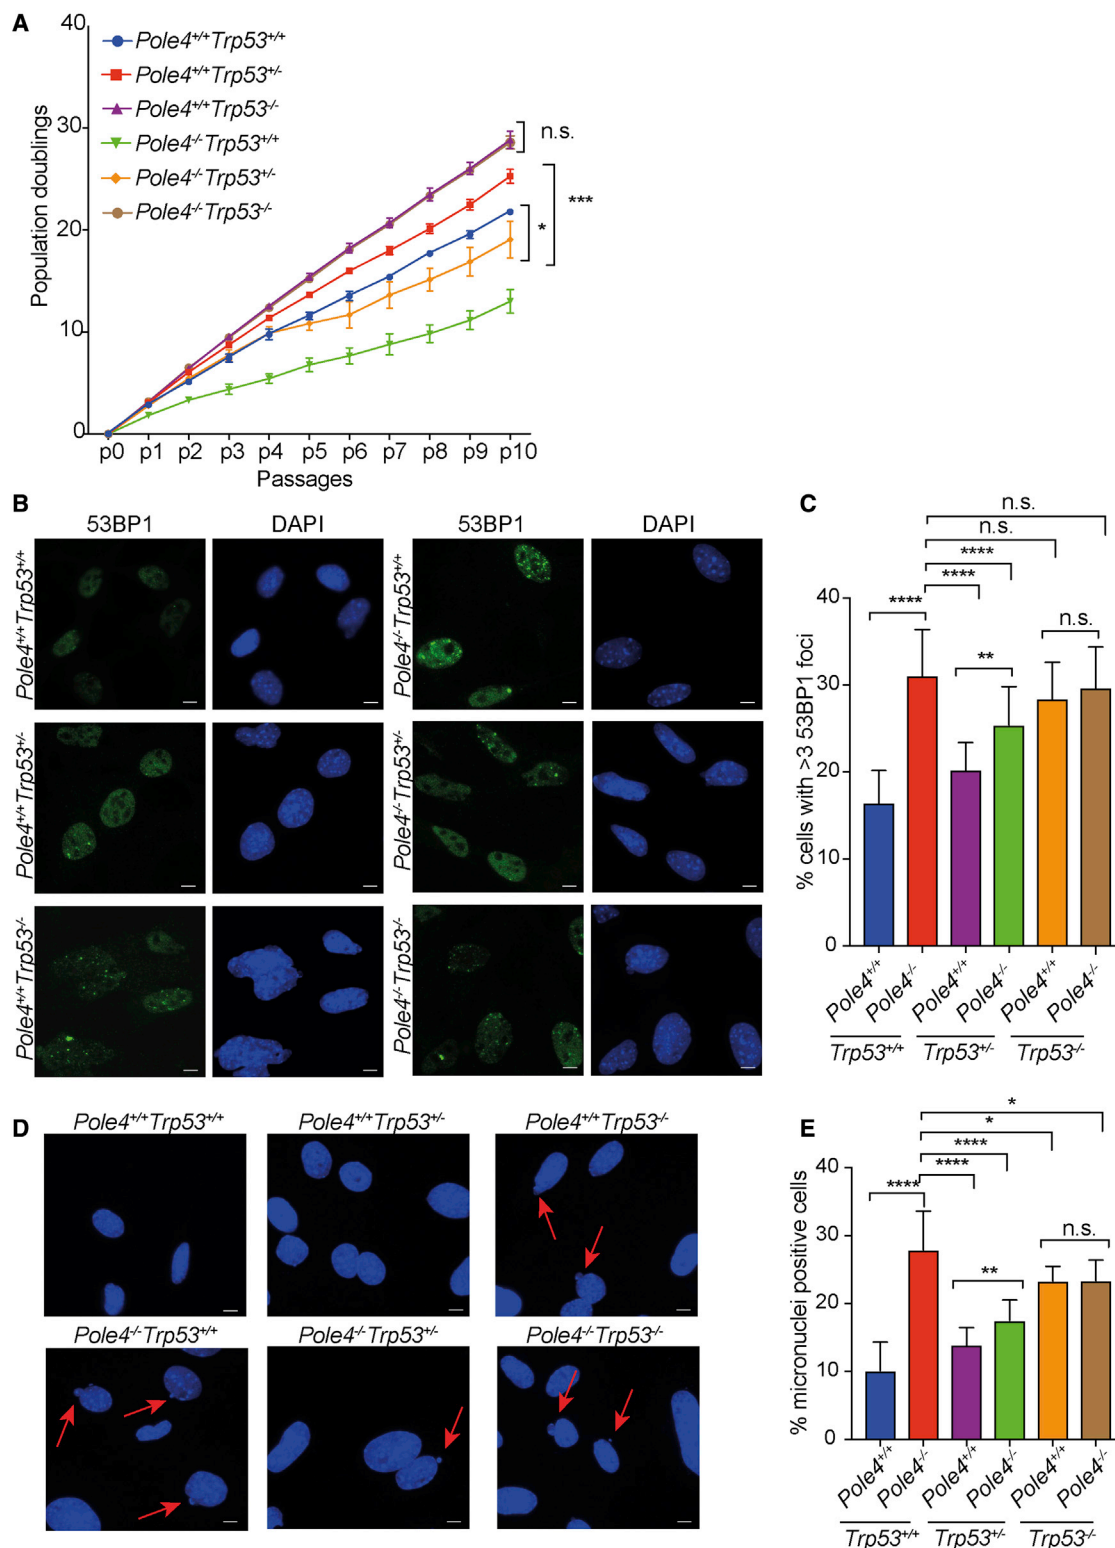 A
40
30
20
10
0
Population doublings
Pole4+/+Trp53+/+
Pole4+/+Trp53+/-
Pole4+/+Trp53-/-
Pole4-/-Trp53+/+
Pole4-/-Trp53+/-
Pole4-/-Trp53-/-
n.s.
***
*
p0 p1 p2 p3 p4 p5 p6 p7 p8 p9 p10
Passages
B
53BP1 DAPI 53BP1 DAPI
Pole4+/+Trp53+/+
Pole4-/-Trp53+/+
Pole4+/+Trp53+/-
Pole4-/-Trp53+/-
Pole4+/+Trp53-/-
Pole4-/-Trp53-/-
C
n.s.
n.s.
****
****
****
n.s.
**
40
30
20
10
0
% cells with >3 53BP1 foci
Pole4+/+ Pole4-/- Pole4+/+ Pole4-/- Pole4+/+ Pole4-/-
Trp53+/+ Trp53+/- Trp53-/-
D
Pole4+/+Trp53+/+ Pole4+/+Trp53+/- Pole4+/+Trp53-/-
Pole4-/-Trp53+/+ Pole4-/-Trp53+/- Pole4-/-Trp53-/-
E
*
*
****
****
****
n.s.
**
40
30
20
10
0
% micronuclei positive cells
Pole4+/+ Pole4-/- Pole4+/+ Pole4-/- Pole4+/+ Pole4-/-
Trp53+/+ Trp53+/- Trp53-/-